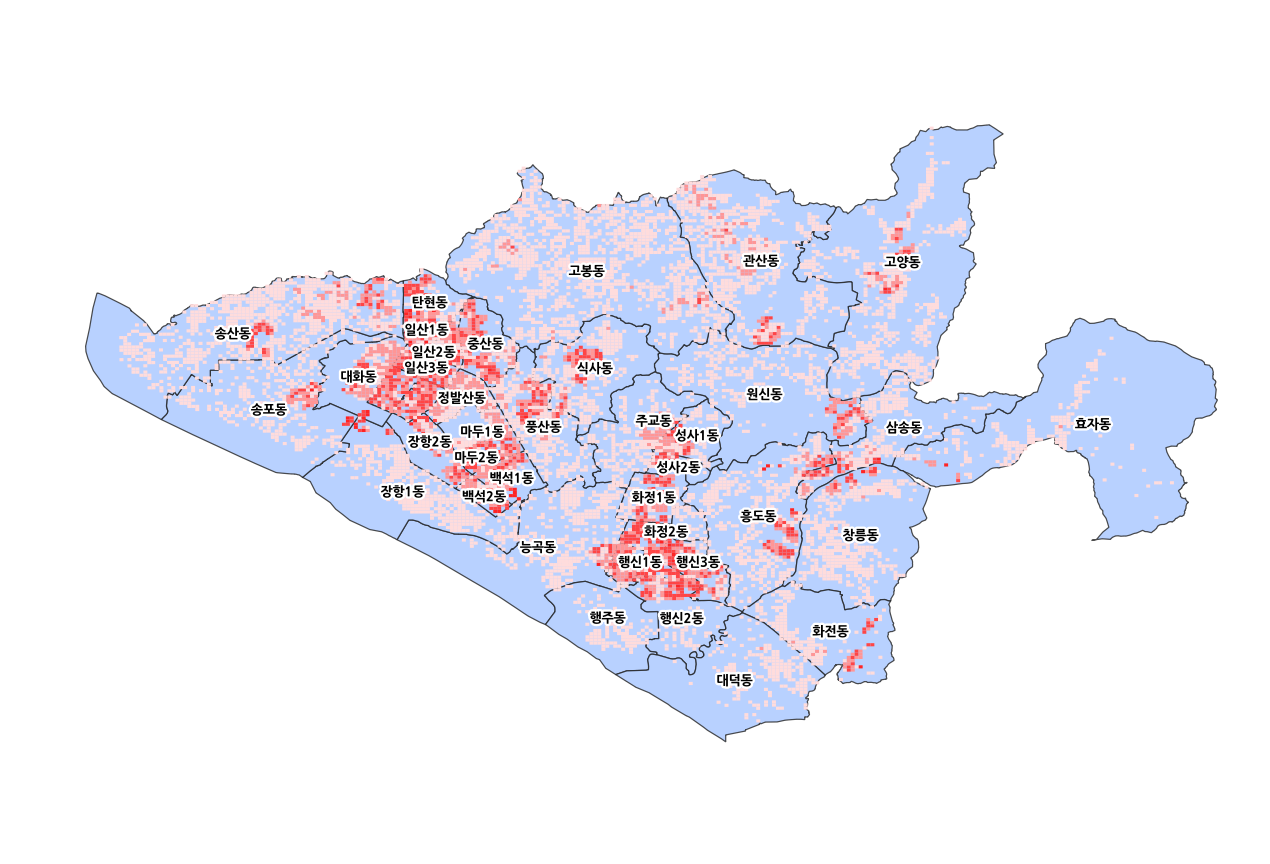 고봉동
관산동
고양동
탄현동
일산1동
송산동
중산동
일산2동
일산3동
대화동
식사동
정발산동
원신동
송포동
주교동
풍산동
삼송동
효자동
마두1동
성사1동
장항2동
마두2동
성사2동
백석1동
장항1동
백석2동
화정1동
흥도동
화정2동
창릉동
능곡동
행신1동
행신3동
행주동
행신2동
화전동
대덕동